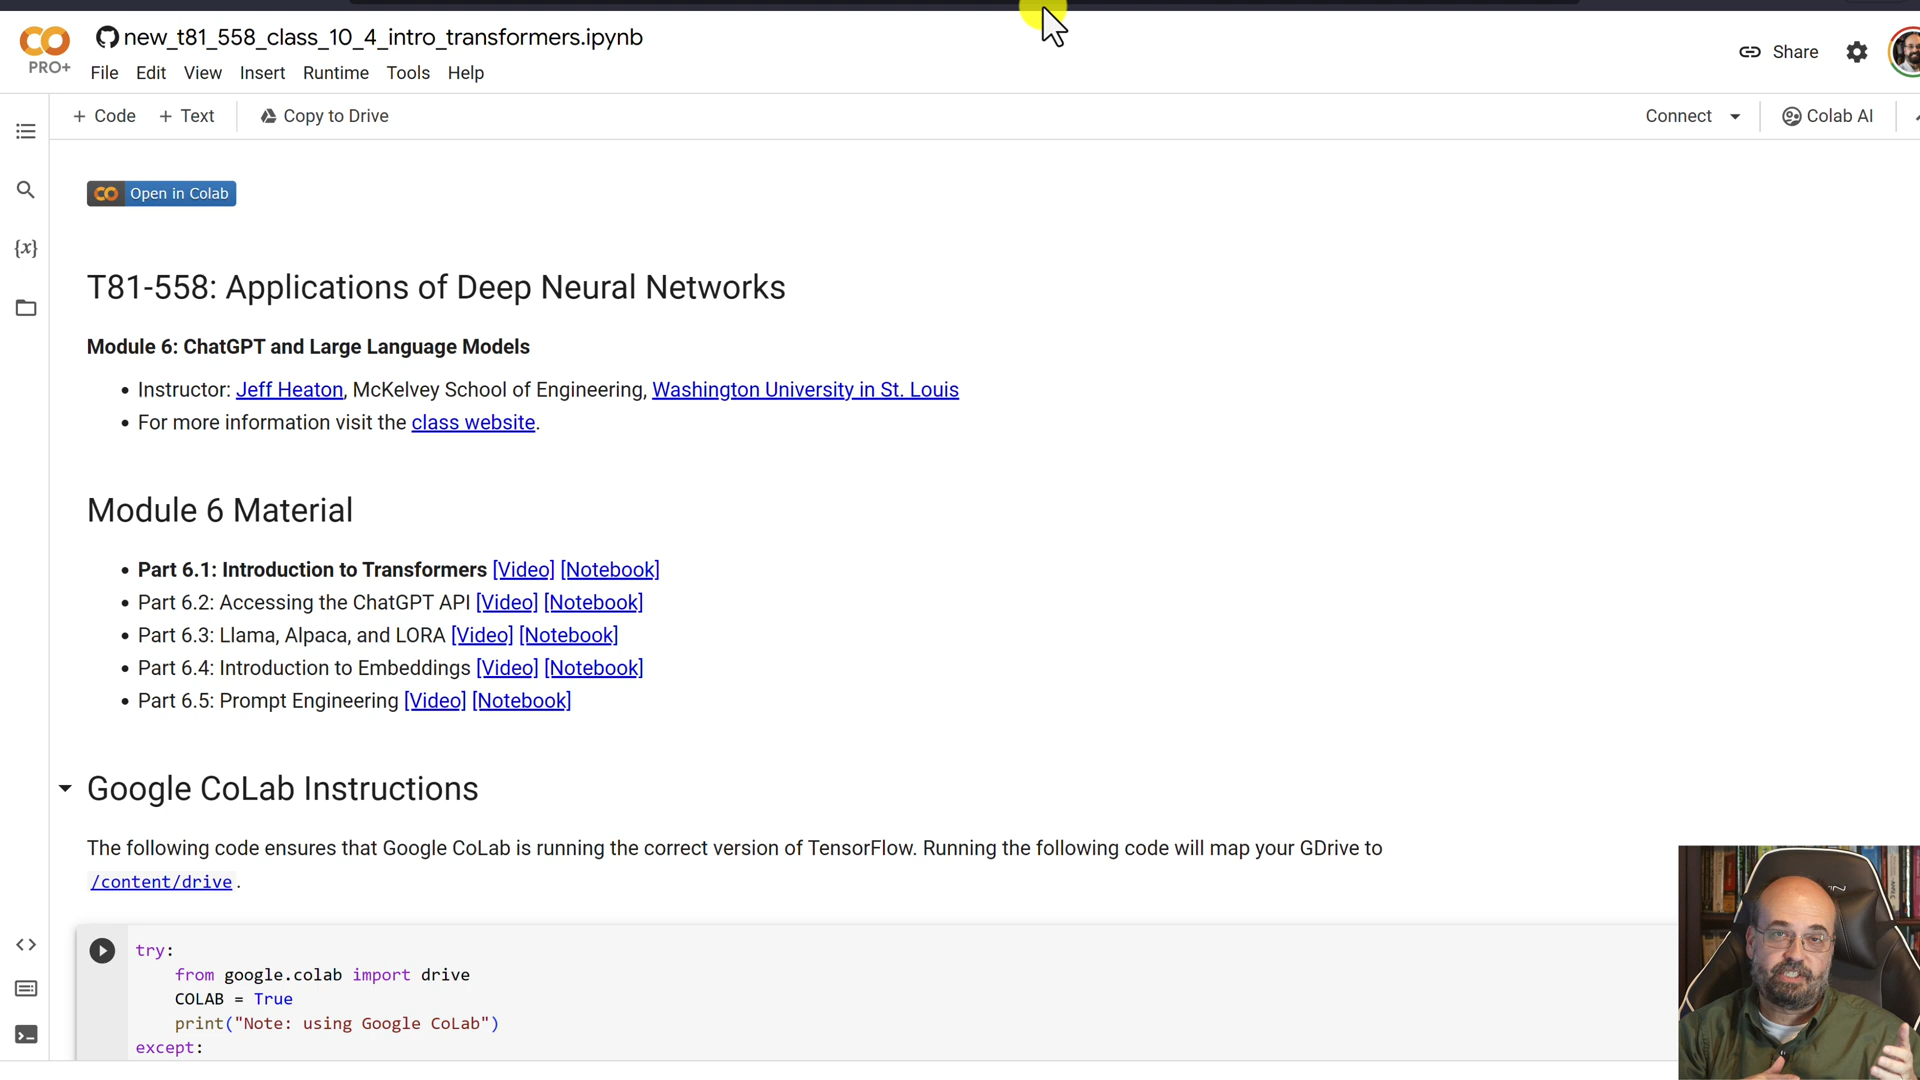 new_t81_558_class_10_4_intro_transformers.ipynb
PRO+
File Edit View Insert Runtime Tools Help
Share
+ Code + Text Copy to Drive
Connect
Colab AI
{x}
Open in Colab
T81-558: Applications of Deep Neural Networks
Module 6: ChatGPT and Large Language Models
• Instructor: Jeff Heaton, McKelvey School of Engineering, Washington University in St. Louis
• For more information visit the class website.
Module 6 Material
• Part 6.1: Introduction to Transformers [Video] [Notebook]
• Part 6.2: Accessing the ChatGPT API [Video] [Notebook]
• Part 6.3: Llama, Alpaca, and LORA [Video] [Notebook]
• Part 6.4: Introduction to Embeddings [Video] [Notebook]
• Part 6.5: Prompt Engineering [Video] [Notebook]
Google CoLab Instructions
The following code ensures that Google CoLab is running the correct version of TensorFlow. Running the following code will map your GDrive to
/content/drive.
try:
from google.colab import drive
COLAB = True
print("Note: using Google CoLab")
except: